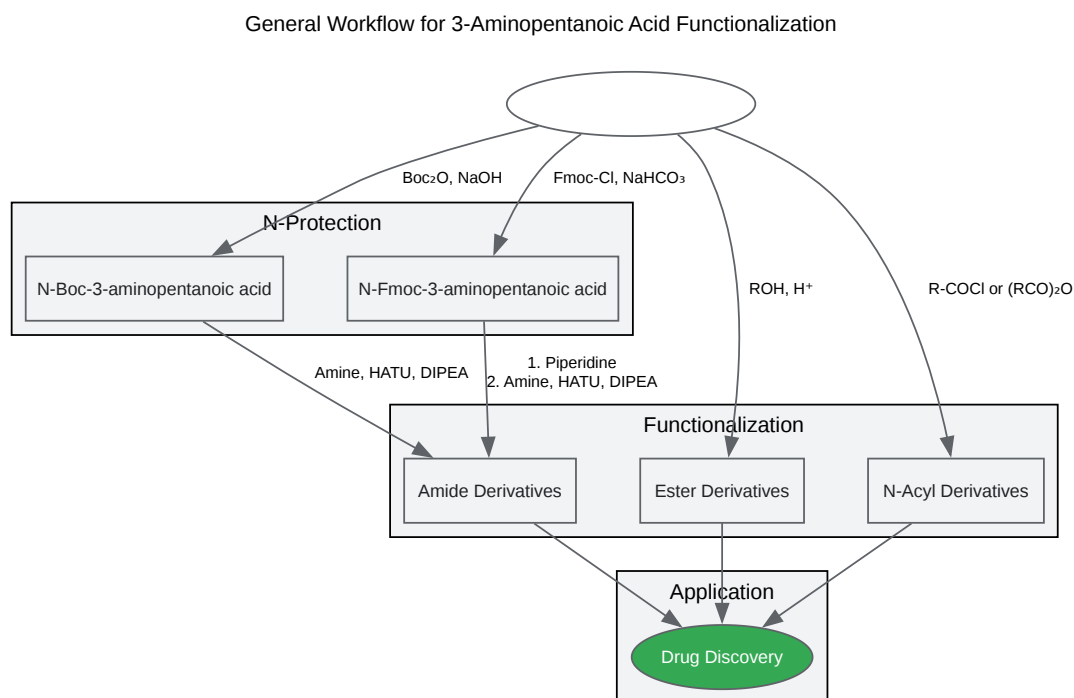 General Workflow for 3-Aminopentanoic Acid Functionalization
Boc₂O, NaOH
Fmoc-Cl, NaHCO₃
N-Protection
N-Boc-3-aminopentanoic acid
N-Fmoc-3-aminopentanoic acid
ROH, H⁺
R-COCl or (RCO)₂O
Amine, HATU, DIPEA
1. Piperidine
2. Amine, HATU, DIPEA
Functionalization
Amide Derivatives
Ester Derivatives
N-Acyl Derivatives
Application
Drug Discovery